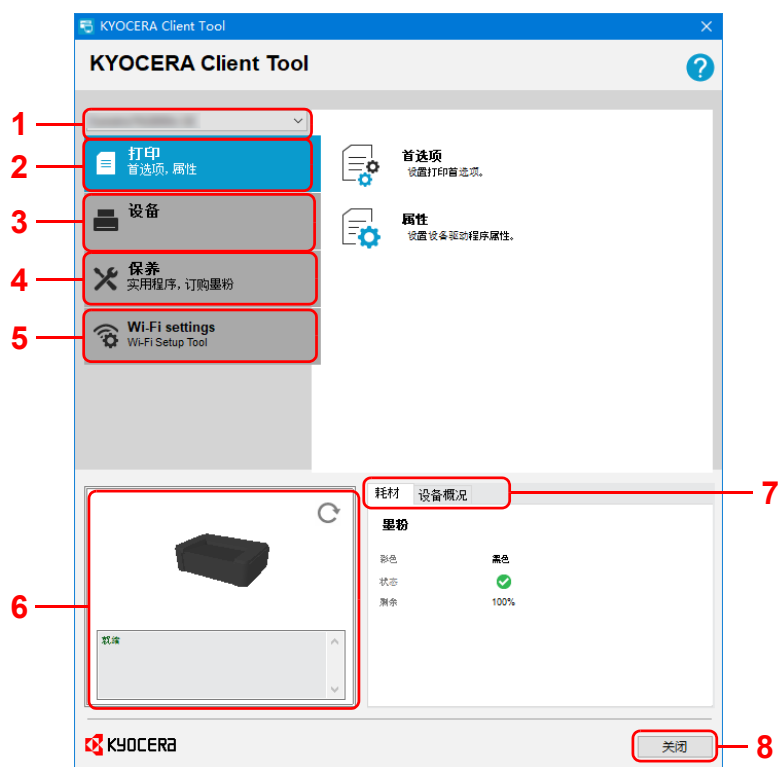 KYOCERA Client Tool
KYOCERA Client Tool
?
1
2
打印
首选项, 属性
3
设备
4
保养
实用程序, 订购墨粉
5
Wi-Fi settings
Wi-Fi Setup Tool
首选项
设置打印首选项。
属性
设置设备驱动程序属性。
6
就绪
7
耗材 设备概况
墨粉
彩色 黑色
状态
剩余 100%
KYOCERA
关闭
8